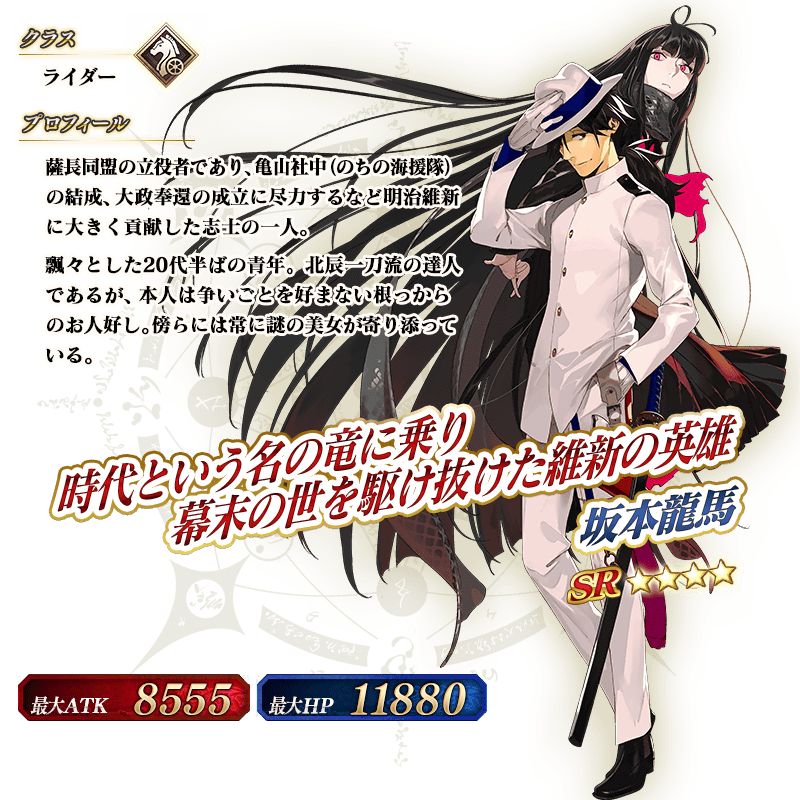 クラス
ライダー
プロフィール
薩長同盟の立役者であり、亀山社中(のちの海援隊)
の結成、大政奉還の成立に尽力するなど明治維新
に大きく貢献した志士の一人。
飄々とした20代半ばの青年。北辰一刀流の達人
であるが、本人は争いごとを好まない根っから
のお人好し。傍らには常に謎の美女が寄り添って
いる。
時代という名の竜に乗り
幕末の世を駆け抜けた維新の英雄
坂本龍馬
SR
最大ATK 8555
最大HP 11880